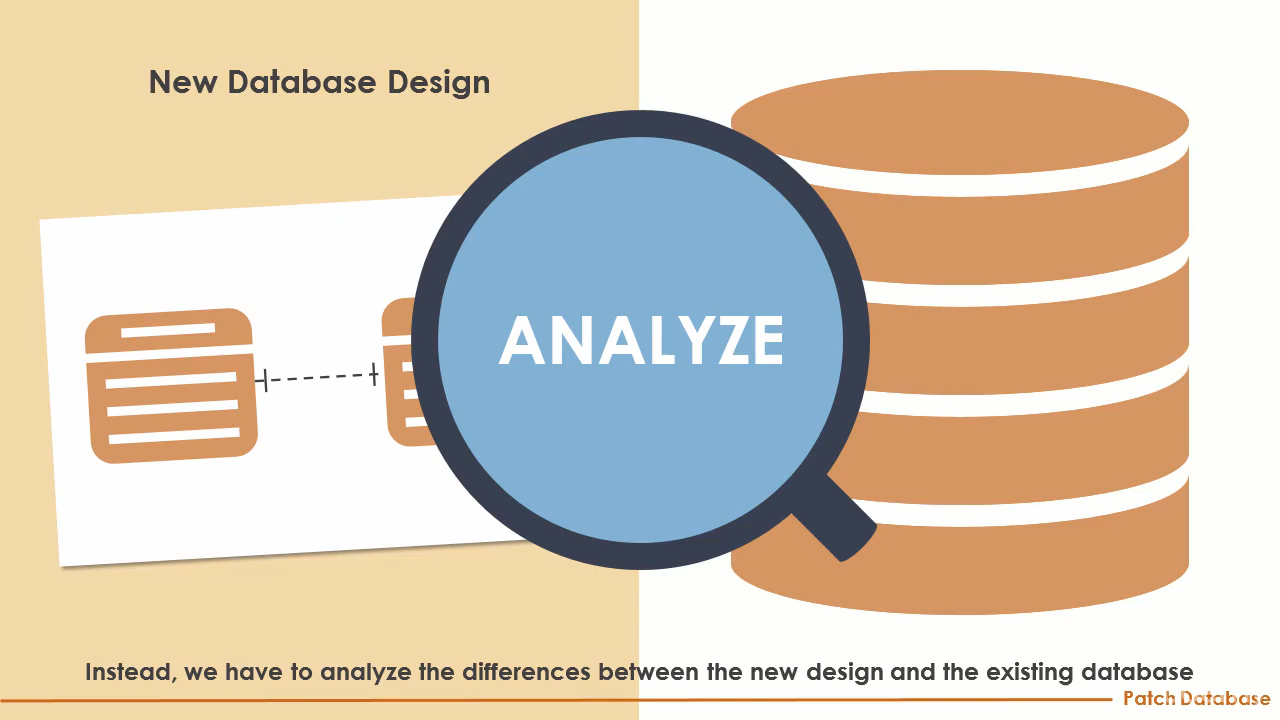 New Database Design
ANALYZE
Instead, we have to analyze the differences between the new design and the existing database
Patch Database